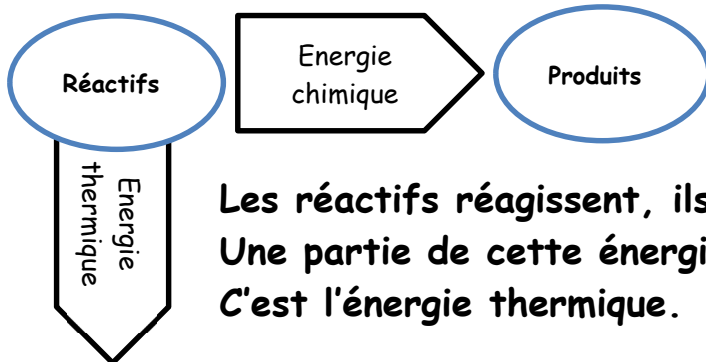 Réactifs
Energie
chimique
Produits
Energie
thermique
Les réactifs réagissent, ils
Une partie de cette énergi
C'est l'énergie thermique.